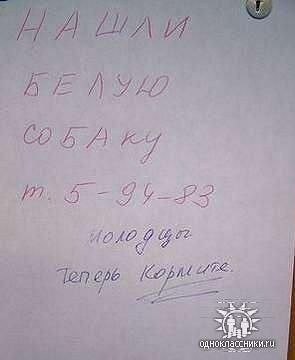 НАШЛИ
БЕЛУЮ
СОБАКУ
т. 5-94-83
молодцы
теперь кормите.
одноклассники.ru